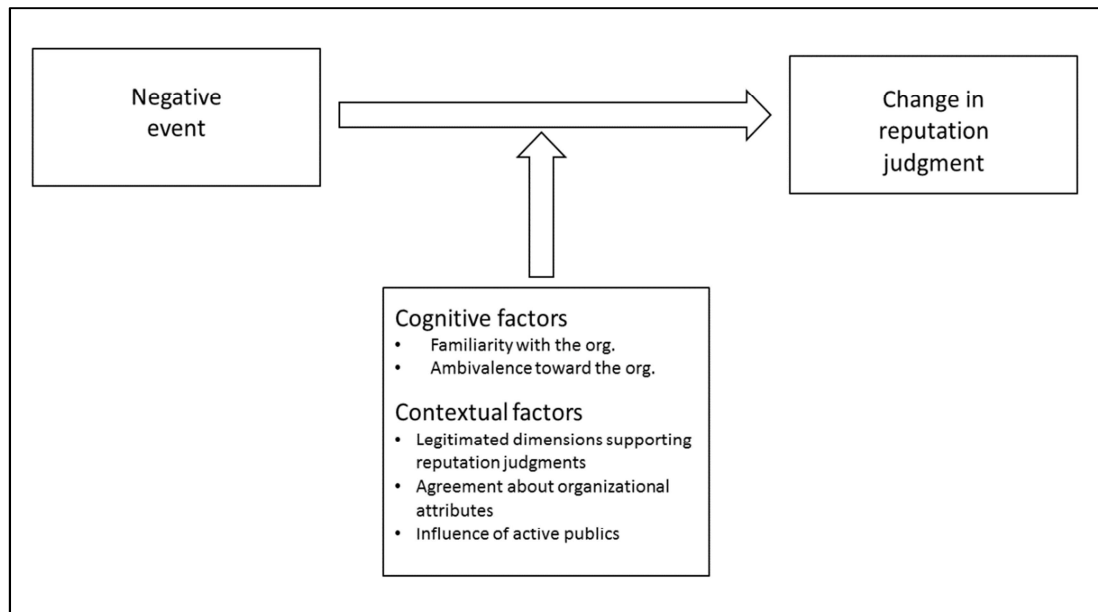 Negative
event
Change in
reputation
judgment
Cognitive factors
• Familiarity with the org.
• Ambivalence toward the org.
Contextual factors
• Legitimated dimensions supporting
reputation judgments
• Agreement about organizational
attributes
• Influence of active publics